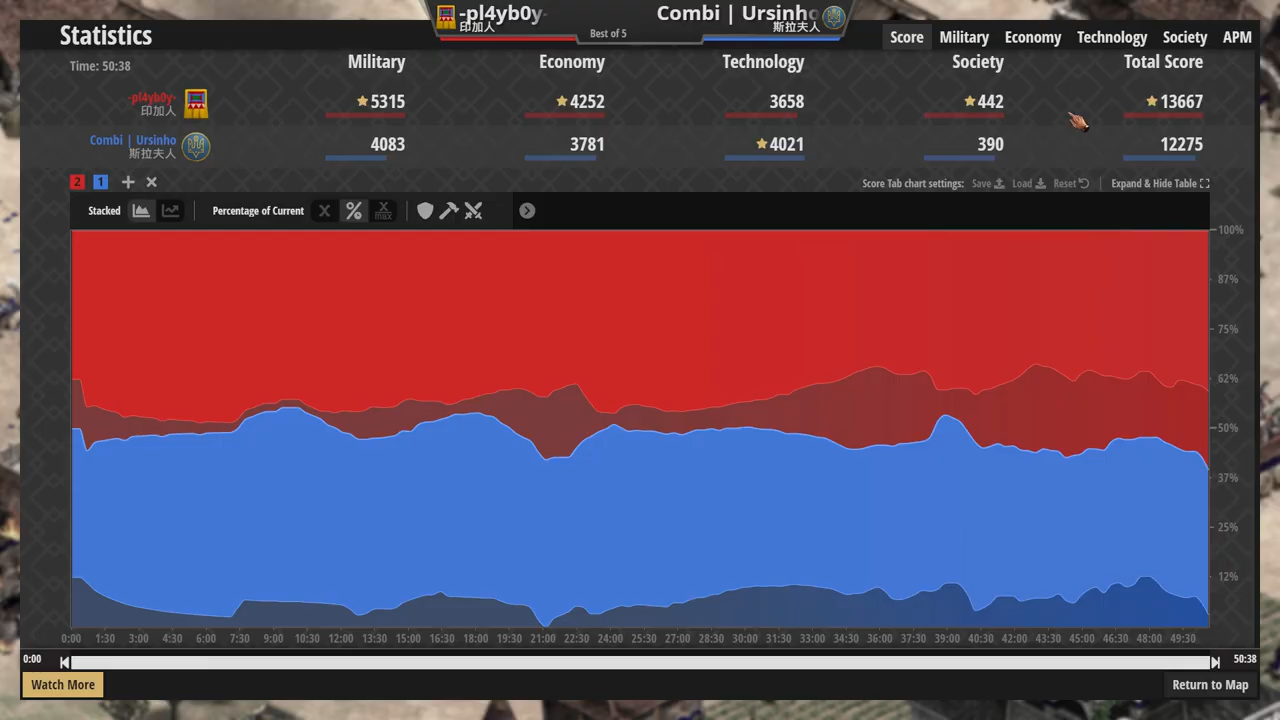 -pl4yb0y-
印加人
Combi | Ursinho
斯拉夫人
Best of 5
Statistics
Score Military Economy Technology Society APM
Time: 50:38
Military Economy Technology Society Total Score
-pl4yb0y-
印加人
5315 4252 3658 442 13667
Combi | Ursinho
斯拉夫人
4083 3781 4021 390 12275
2 1
Score Tab chart settings: Save Load Reset Expand & Hide Table
Stacked Percentage of Current X % X max
100%
87%
75%
62%
50%
37%
25%
12%
0:00 1:30 3:00 4:30 6:00 7:30 9:00 10:30 12:00 13:30 15:00 16:30 18:00 19:30 21:00 22:30 24:00 25:30 27:00 28:30 30:00 31:30 33:00 34:30 36:00 37:30 39:00 40:30 42:00 43:30 45:00 46:30 48:00 49:30
0:00 50:38
Watch More Return to Map